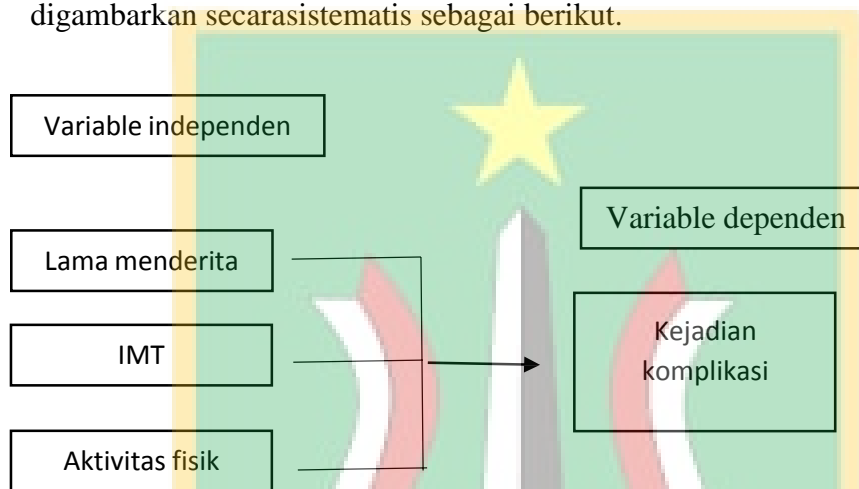 digambarkan secarasistematis sebagai berikut.
Variable independen
Variable dependen
Lama menderita
IMT
Aktivitas fisik
Kejadian
komplikasi